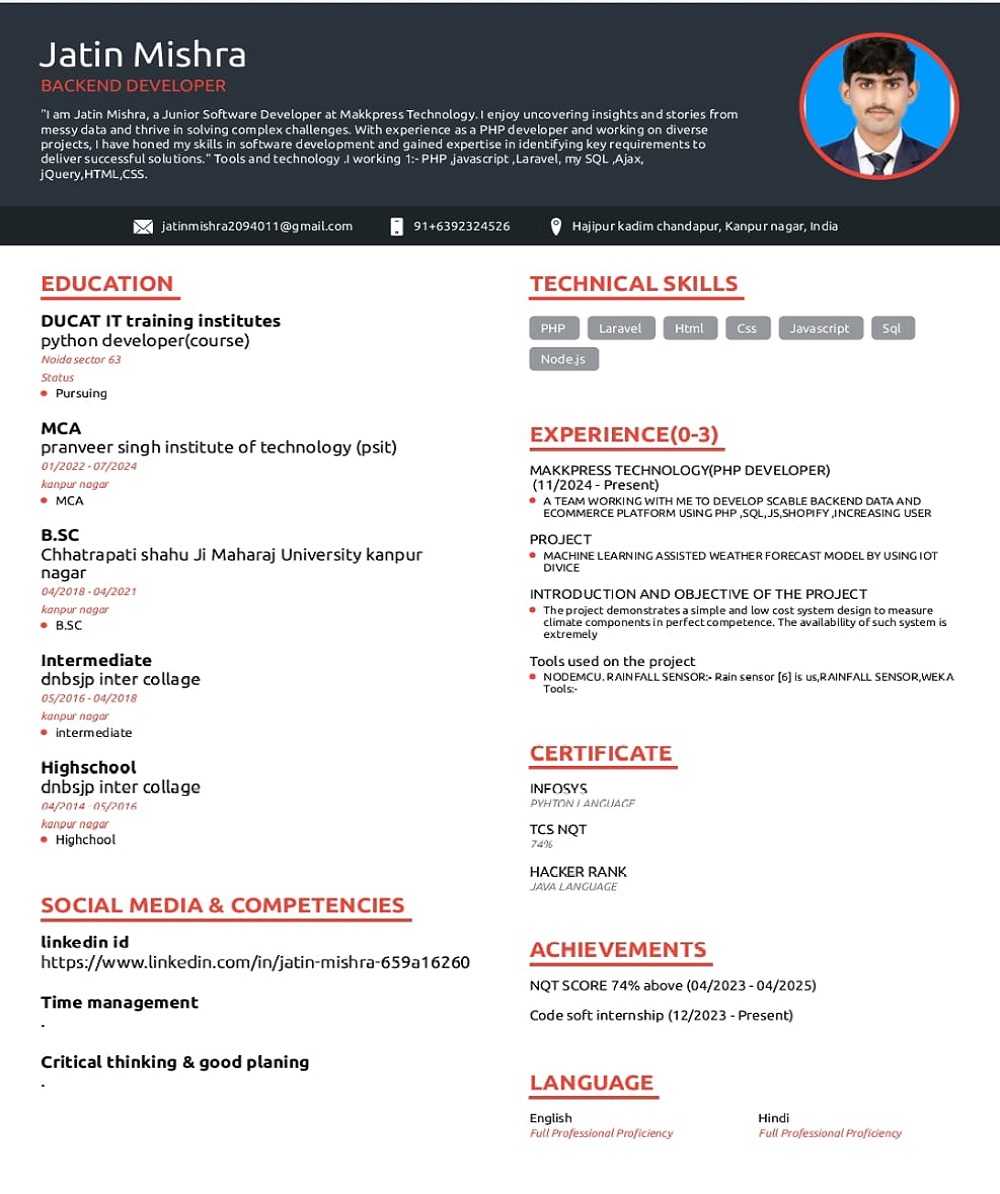 Jatin Mishra
BACKEND DEVELOPER
"I am Jatin Mishra, a Junior Software Developer at Makkpress Technology. I enjoy uncovering insights and stories from
messy data and thrive in solving complex challenges. With experience as a PHP developer and working on diverse
projects, I have honed my skills in software development and gained expertise in identifying key requirements to
deliver successful solutions." Tools and technology .I working 1:- PHP ,javascript ,Laravel, my SQL ,Ajax,
jQuery,HTML,CSS.
jatinmishra2094011@gmail.com
91+6392324526
Hajipur kadim chandapur, Kanpur nagar, India
EDUCATION
DUCAT IT training institutes
python developer(course)
Noida sector 63
Status
Pursuing
MCA
pranveer singh institute of technology (psit)
01/2022 - 07/2024
kanpur nagar
MCA
B.SC
Chhatrapati shahu Ji Maharaj University kanpur
nagar
04/2018 - 04/2021
kanpur nagar
B.SC
Intermediate
dnbsjp inter collage
05/2016 - 04/2018
kanpur nagar
intermediate
Highschool
dnbsjp inter collage
04/2014 - 05/2016
kanpur nagar
Highchool
SOCIAL MEDIA & COMPETENCIES
linkedin id
https://www.linkedin.com/in/jatin-mishra-659a16260
Time management
.
Critical thinking & good planing
.
TECHNICAL SKILLS
PHP Laravel Html Css Javascript Sql
Node.js
EXPERIENCE(0-3)
MAKKPRESS TECHNOLOGY(PHP DEVELOPER)
(11/2024 - Present)
A TEAM WORKING WITH ME TO DEVELOP SCABLE BACKEND DATA AND
ECOMMERCE PLATFORM USING PHP ,SQL,JS,SHOPIFY ,INCREASING USER
PROJECT
MACHINE LEARNING ASSISTED WEATHER FORECAST MODEL BY USING IOT
DIVICE
INTRODUCTION AND OBJECTIVE OF THE PROJECT
The project demonstrates a simple and low cost system design to measure
climate components in perfect competence. The availability of such system is
extremely
Tools used on the project
NODEMCU. RAINFALL SENSOR:- Rain sensor [6] is us,RAINFALL SENSOR,WEKA
Tools:-
CERTIFICATE
INFOSYS
PYHTON LANGUAGE
TCS NQT
74%
HACKER RANK
JAVA LANGUAGE
ACHIEVEMENTS
NQT SCORE 74% above (04/2023 - 04/2025)
Code soft internship (12/2023 - Present)
LANGUAGE
English
Full Professional Proficiency
Hindi
Full Professional Proficiency